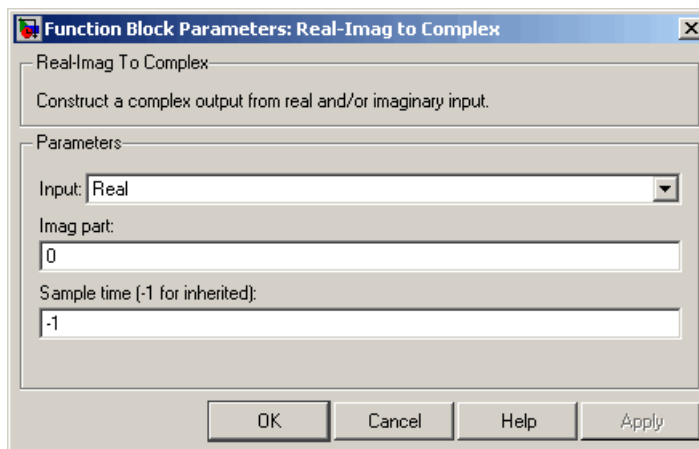 Function Block Parameters: Real-Imag to Complex
Real-Imag To Complex
Construct a complex output from real and/or imaginary input.
Parameters
Input: Real
Imag part:
0
Sample time (-1 for inherited):
-1
OK Cancel Help Apply